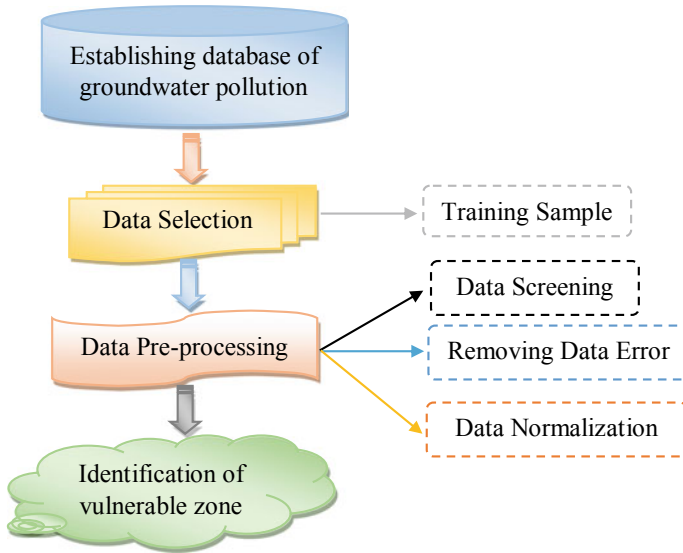 Establishing database of
groundwater pollution
Data Selection
Training Sample
Data Screening
Data Pre-processing
Removing Data Error
Data Normalization
Identification of
vulnerable zone